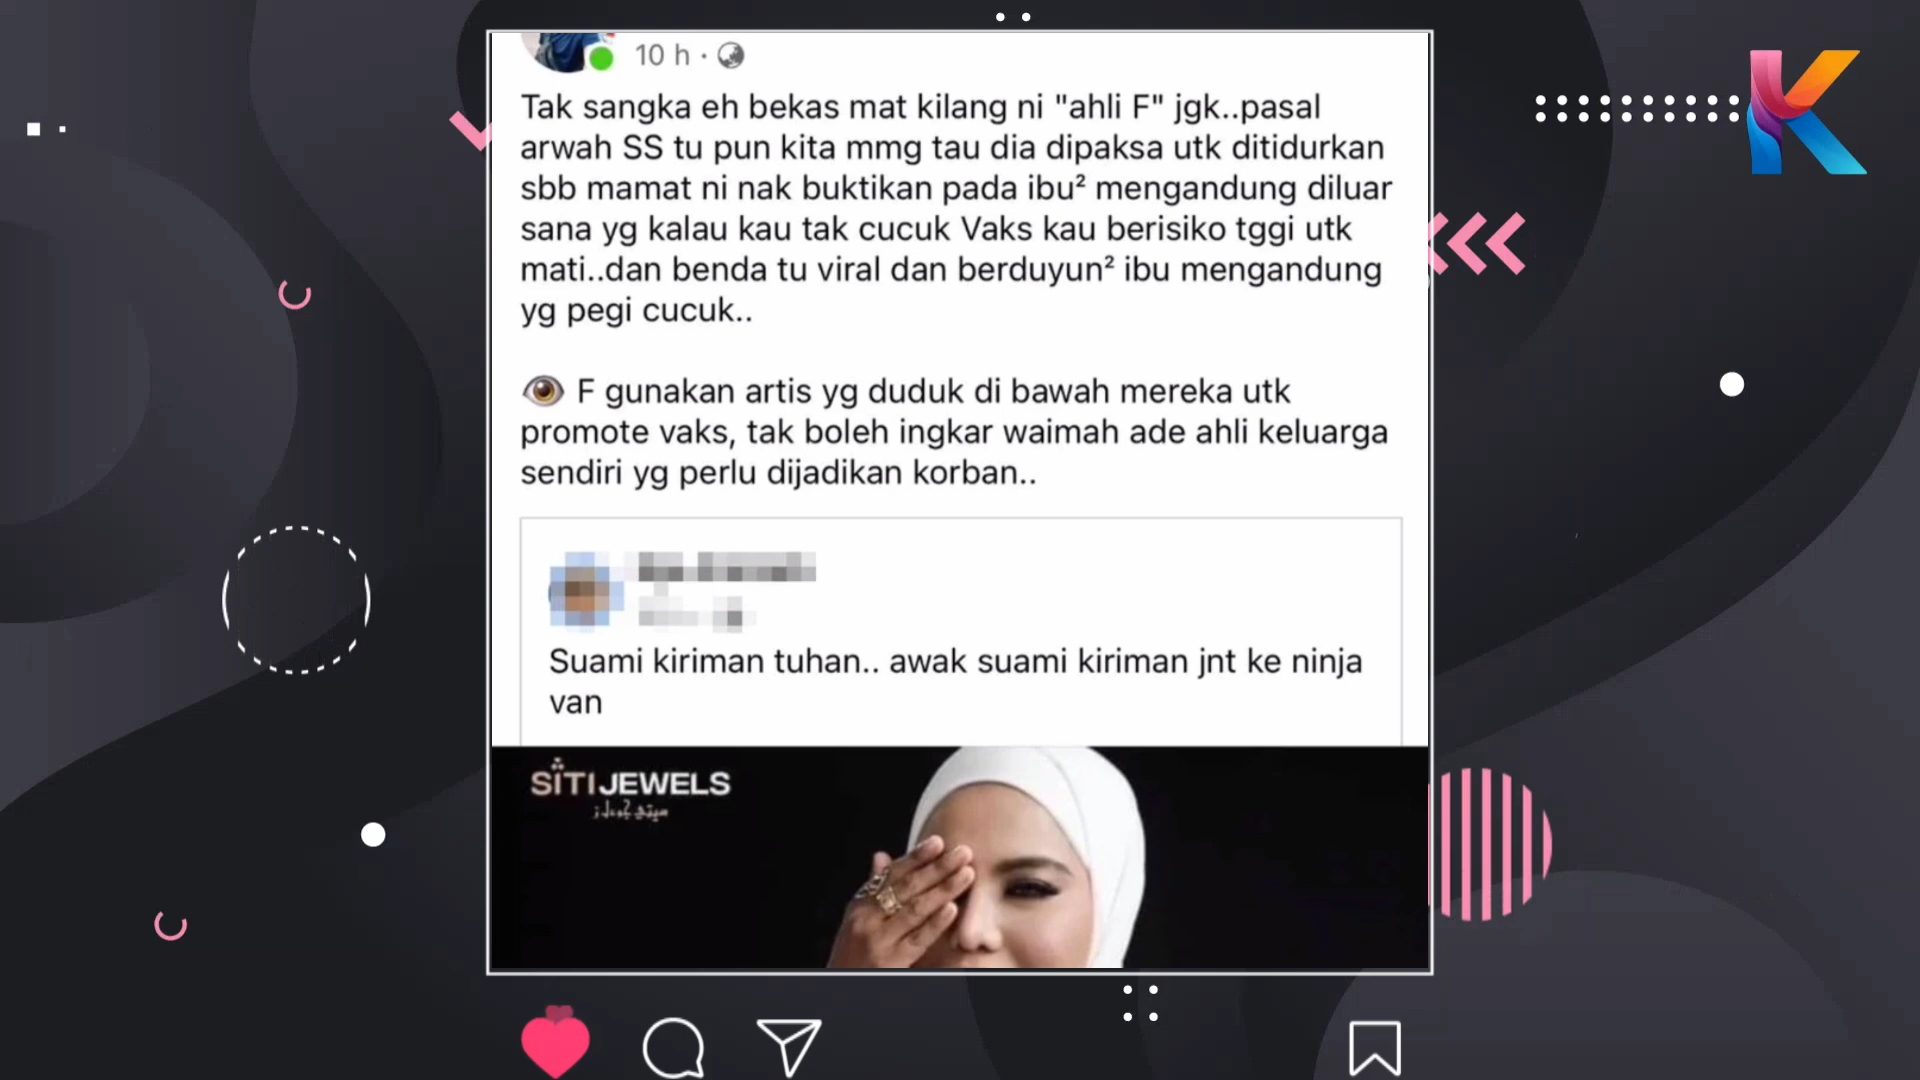 10 h ·
Tak sangka eh bekas mat kilang ni "ahli F" jgk..pasal
arwah SS tu pun kita mmg tau dia dipaksa utk ditidurkan
sbb mamat ni nak buktikan pada ibu² mengandung diluar
sana yg kalau kau tak cucuk Vaks kau berisiko tggi utk
mati..dan benda tu viral dan berduyun² ibu mengandung
yg pegi cucuk..
👁 F gunakan artis yg duduk di bawah mereka utk
promote vaks, tak boleh ingkar waimah ade ahli keluarga
sendiri yg perlu dijadikan korban..
Suami kiriman tuhan.. awak suami kiriman jnt ke ninja
van
SITI JEWELS
K